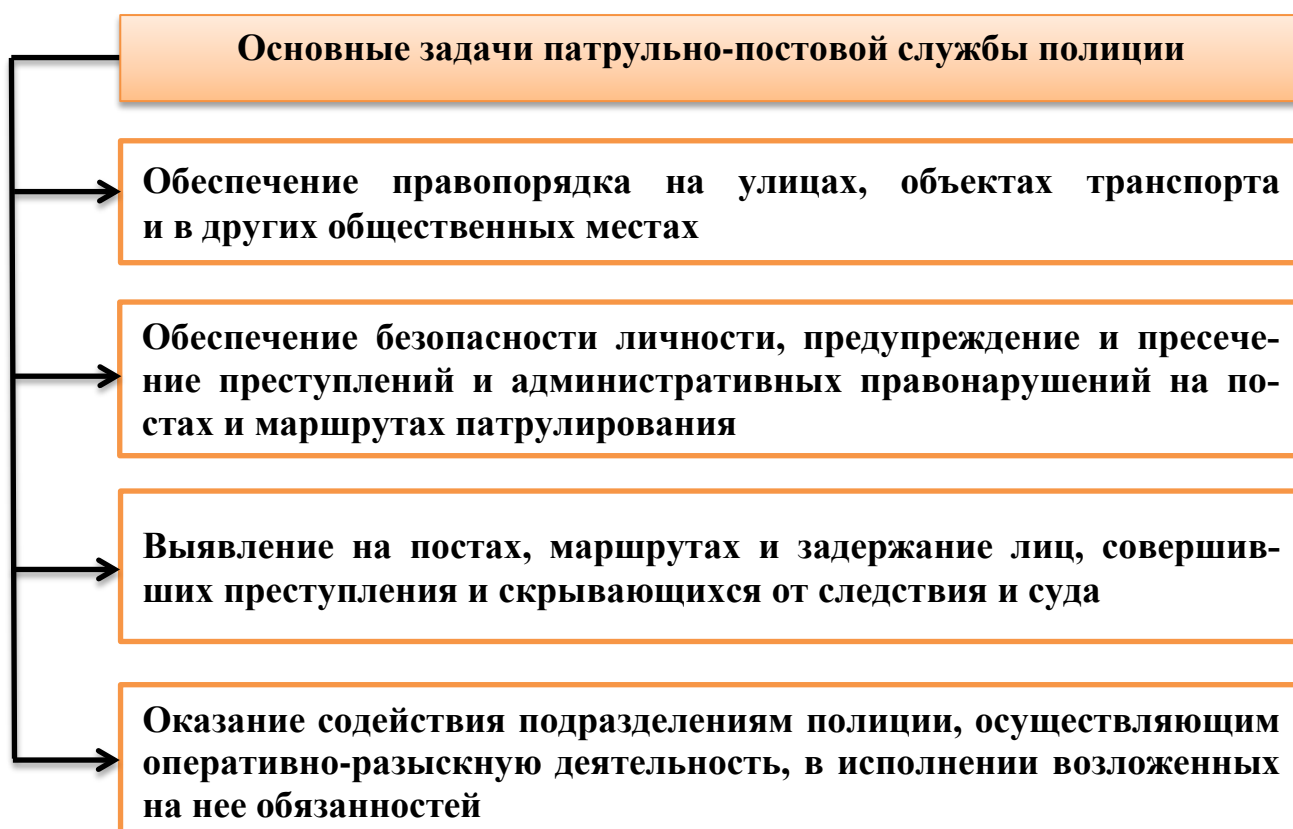 Основные задачи патрульно-постовой службы полиции
Обеспечение правопорядка на улицах, объектах транспорта
и в других общественных местах
Обеспечение безопасности личности, предупреждение и пресече-
ние преступлений и административных правонарушений на по-
стах и маршрутах патрулирования
Выявление на постах, маршрутах и задержание лиц, совершив-
ших преступления и скрывающихся от следствия и суда
Оказание содействия подразделениям полиции, осуществляющим
оперативно-разыскную деятельность, в исполнении возложенных
на нее обязанностей